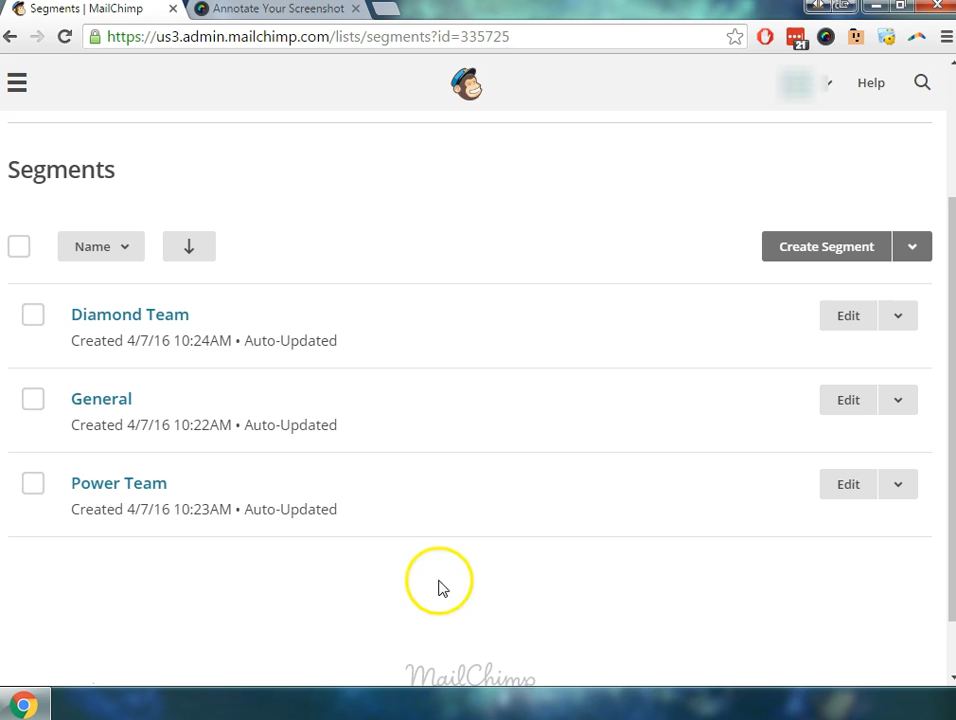 Segments | MailChimp
Annotate Your Screenshot
https://us3.admin.mailchimp.com/lists/segments?id=335725
21
Help
Segments
Name
Create Segment
Diamond Team
Edit
Created 4/7/16 10:24AM • Auto-Updated
General
Edit
Created 4/7/16 10:22AM • Auto-Updated
Power Team
Edit
Created 4/7/16 10:23AM • Auto-Updated
MailChimp